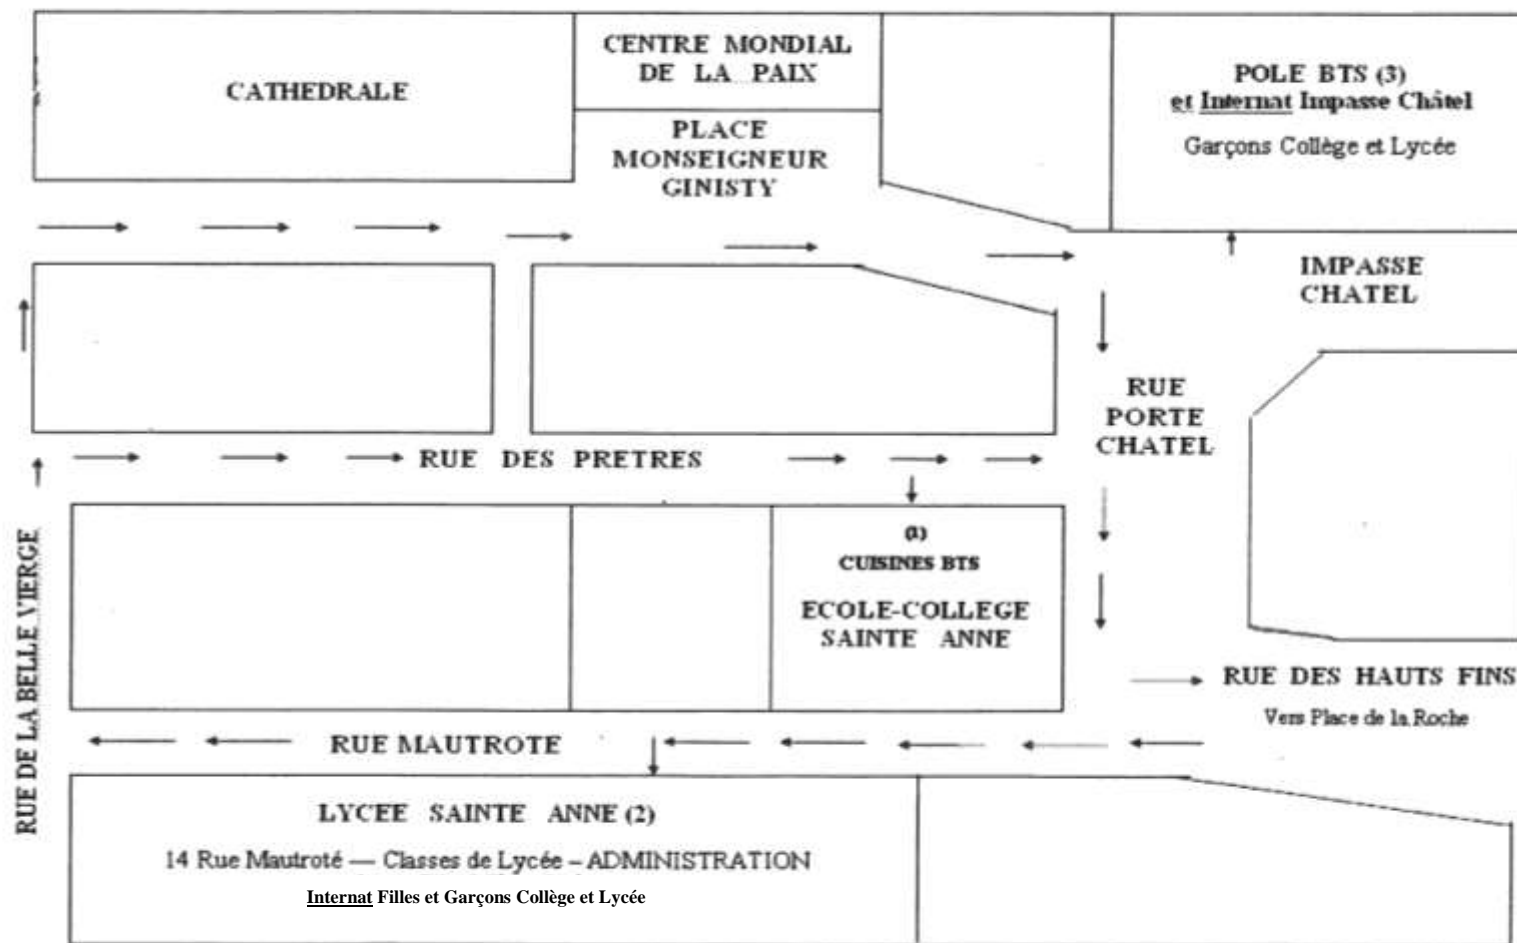 CATHEDRALE
CENTRE MONDIAL
DE LA PAIX
PLACE
MONSEIGNEUR
GINISTY
POLE BTS (3)
et Internat Impasse Châtel
Garçons Collège et Lycée
IMPASSE
CHATEL
RUE
PORTE
CHATEL
RUE DES PRETRES
RUE DE LA BELLE VIERGE
(1)
CUISINES BTS
ECOLE-COLLEGE
SAINTE ANNE
RUE DES HAUTS FINS
Vers Place de la Roche
RUE MAUTROTE
LYCEE SAINTE ANNE (2)
14 Rue Mautroté — Classes de Lycée – ADMINISTRATION
Internat Filles et Garçons Collège et Lycée